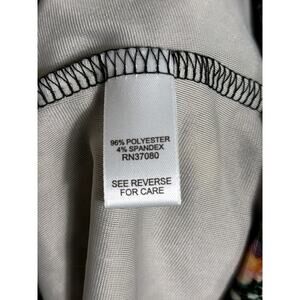 96% POLYESTER
4% SPANDEX
RN37080
SEE REVERSE
FOR CARE